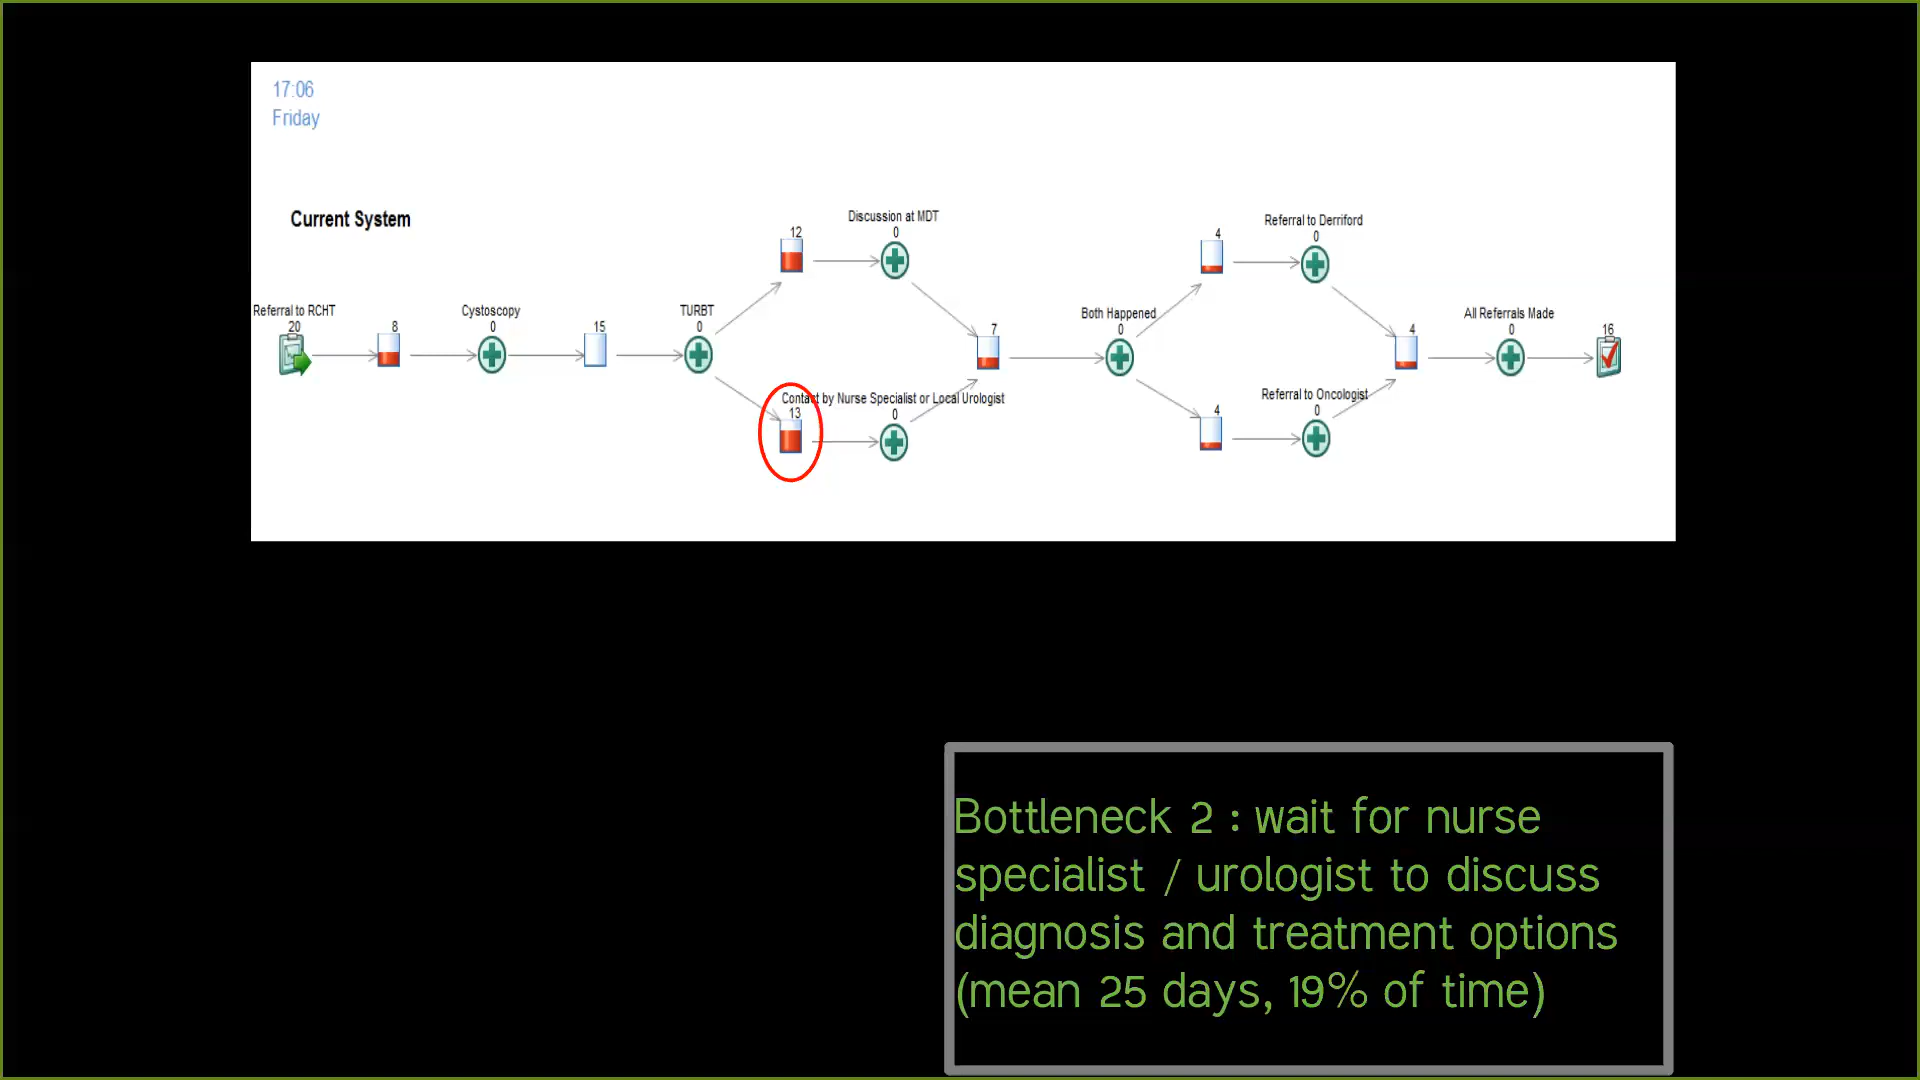 17:06
Friday
Current System
Referral to RCHT
20
8
Cystoscopy
0
15
TURBT
0
12
Discussion at MDT
0
Contact by Nurse Specialist or Local Urologist
13
0
7
Both Happened
0
4
Referral to Derriford
0
4
Referral to Oncologist
0
4
All Referrals Made
0
16
Bottleneck 2 : wait for nurse
specialist / urologist to discuss
diagnosis and treatment options
(mean 25 days, 19% of time)